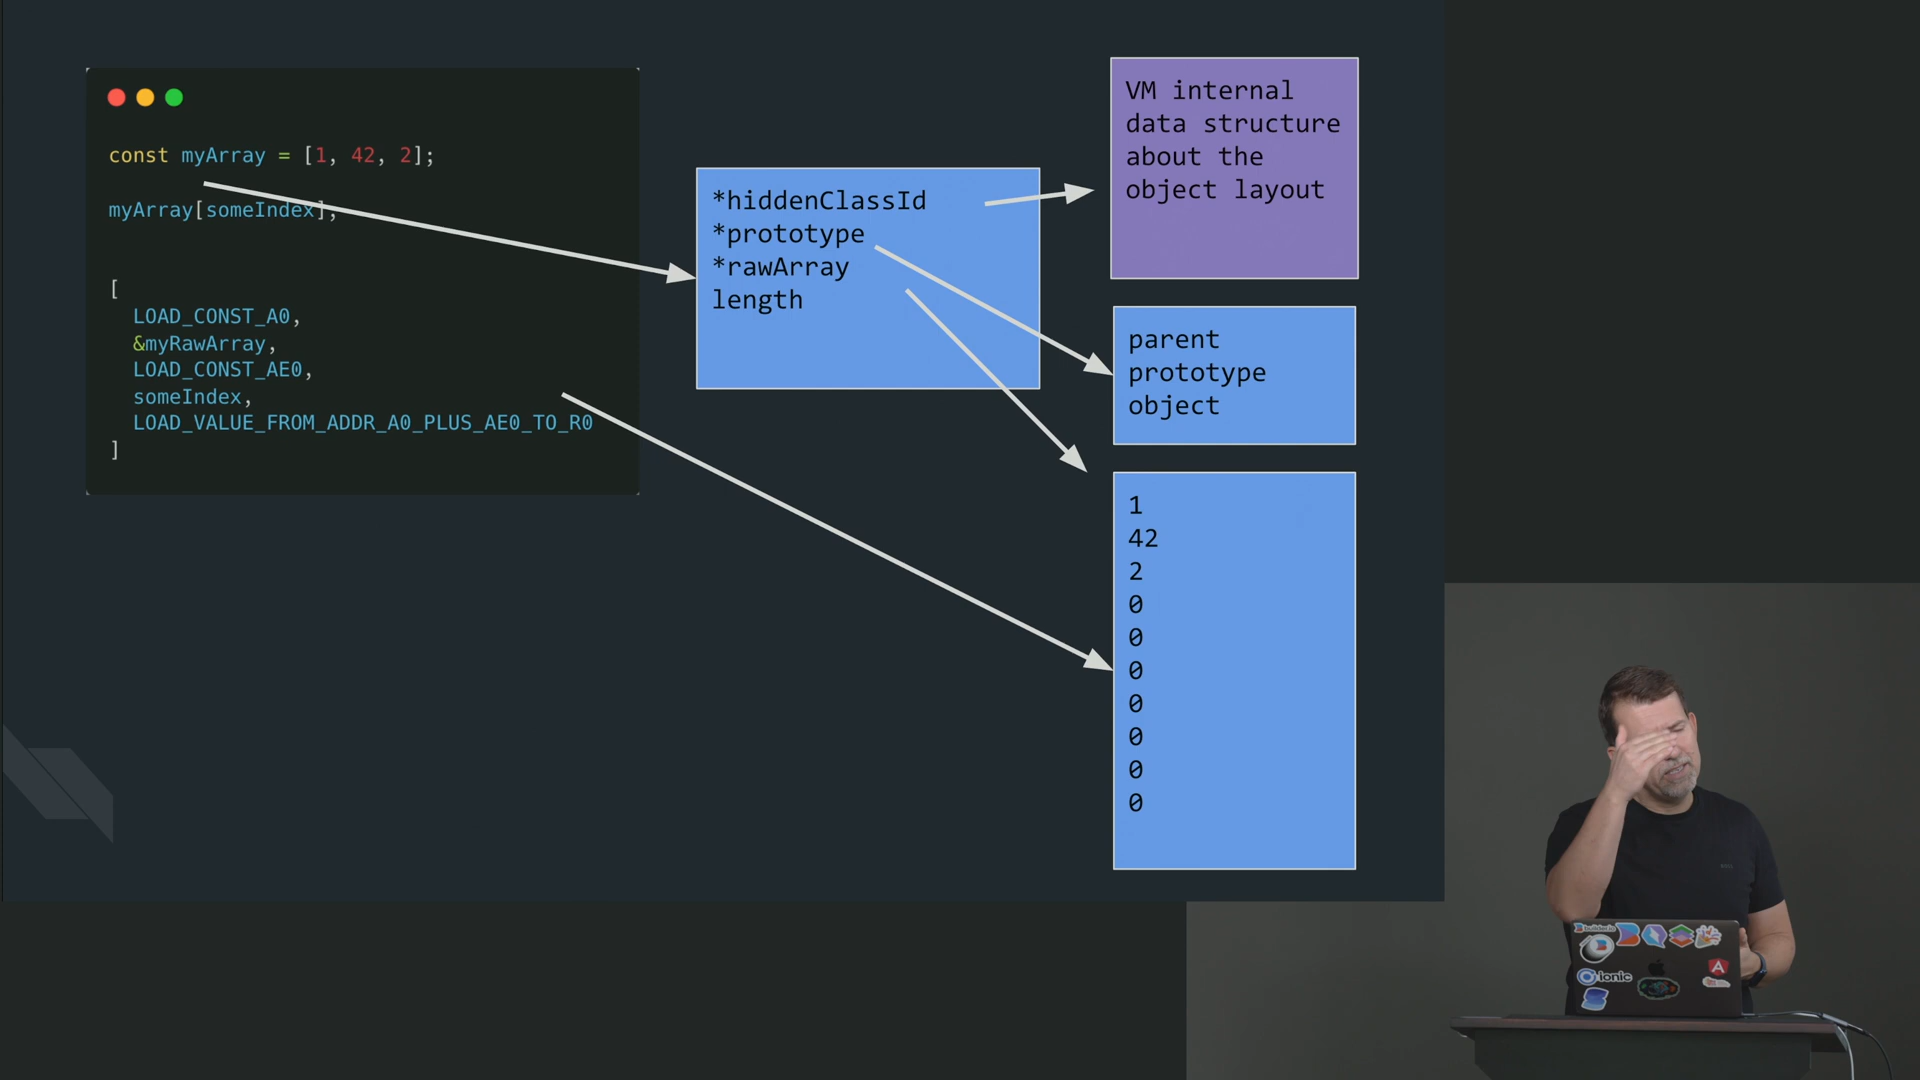 const myArray = [1, 42, 2];
myArray[someIndex];
[
LOAD_CONST_A0,
&myRawArray,
LOAD_CONST_AE0,
someIndex,
LOAD_VALUE_FROM_ADDR_A0_PLUS_AE0_TO_R0
]
*hiddenClassId
*prototype
*rawArray
length
VM internal
data structure
about the
object layout
parent
prototype
object
1
42
2
0
0
0
0
0
0
0
builder.io
ionic
A